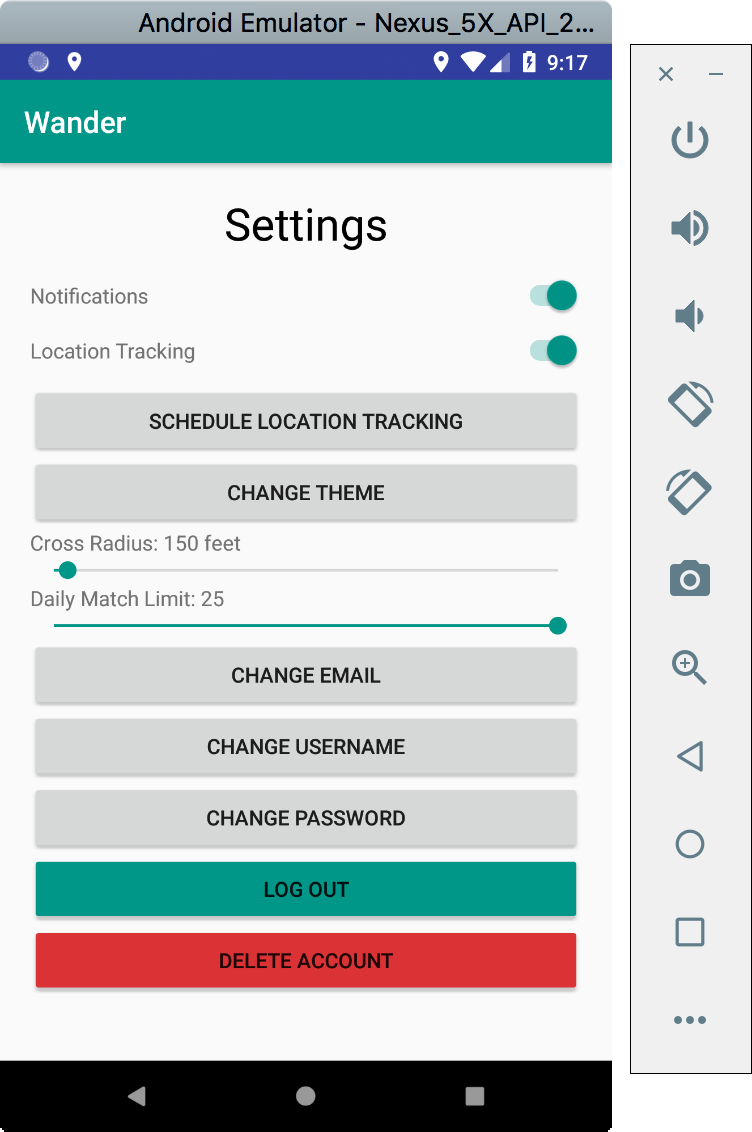 Android Emulator - Nexus_5X_API_2...
9:17
Wander
Settings
Notifications
Location Tracking
SCHEDULE LOCATION TRACKING
CHANGE THEME
Cross Radius: 150 feet
Daily Match Limit: 25
CHANGE EMAIL
CHANGE USERNAME
CHANGE PASSWORD
LOG OUT
DELETE ACCOUNT